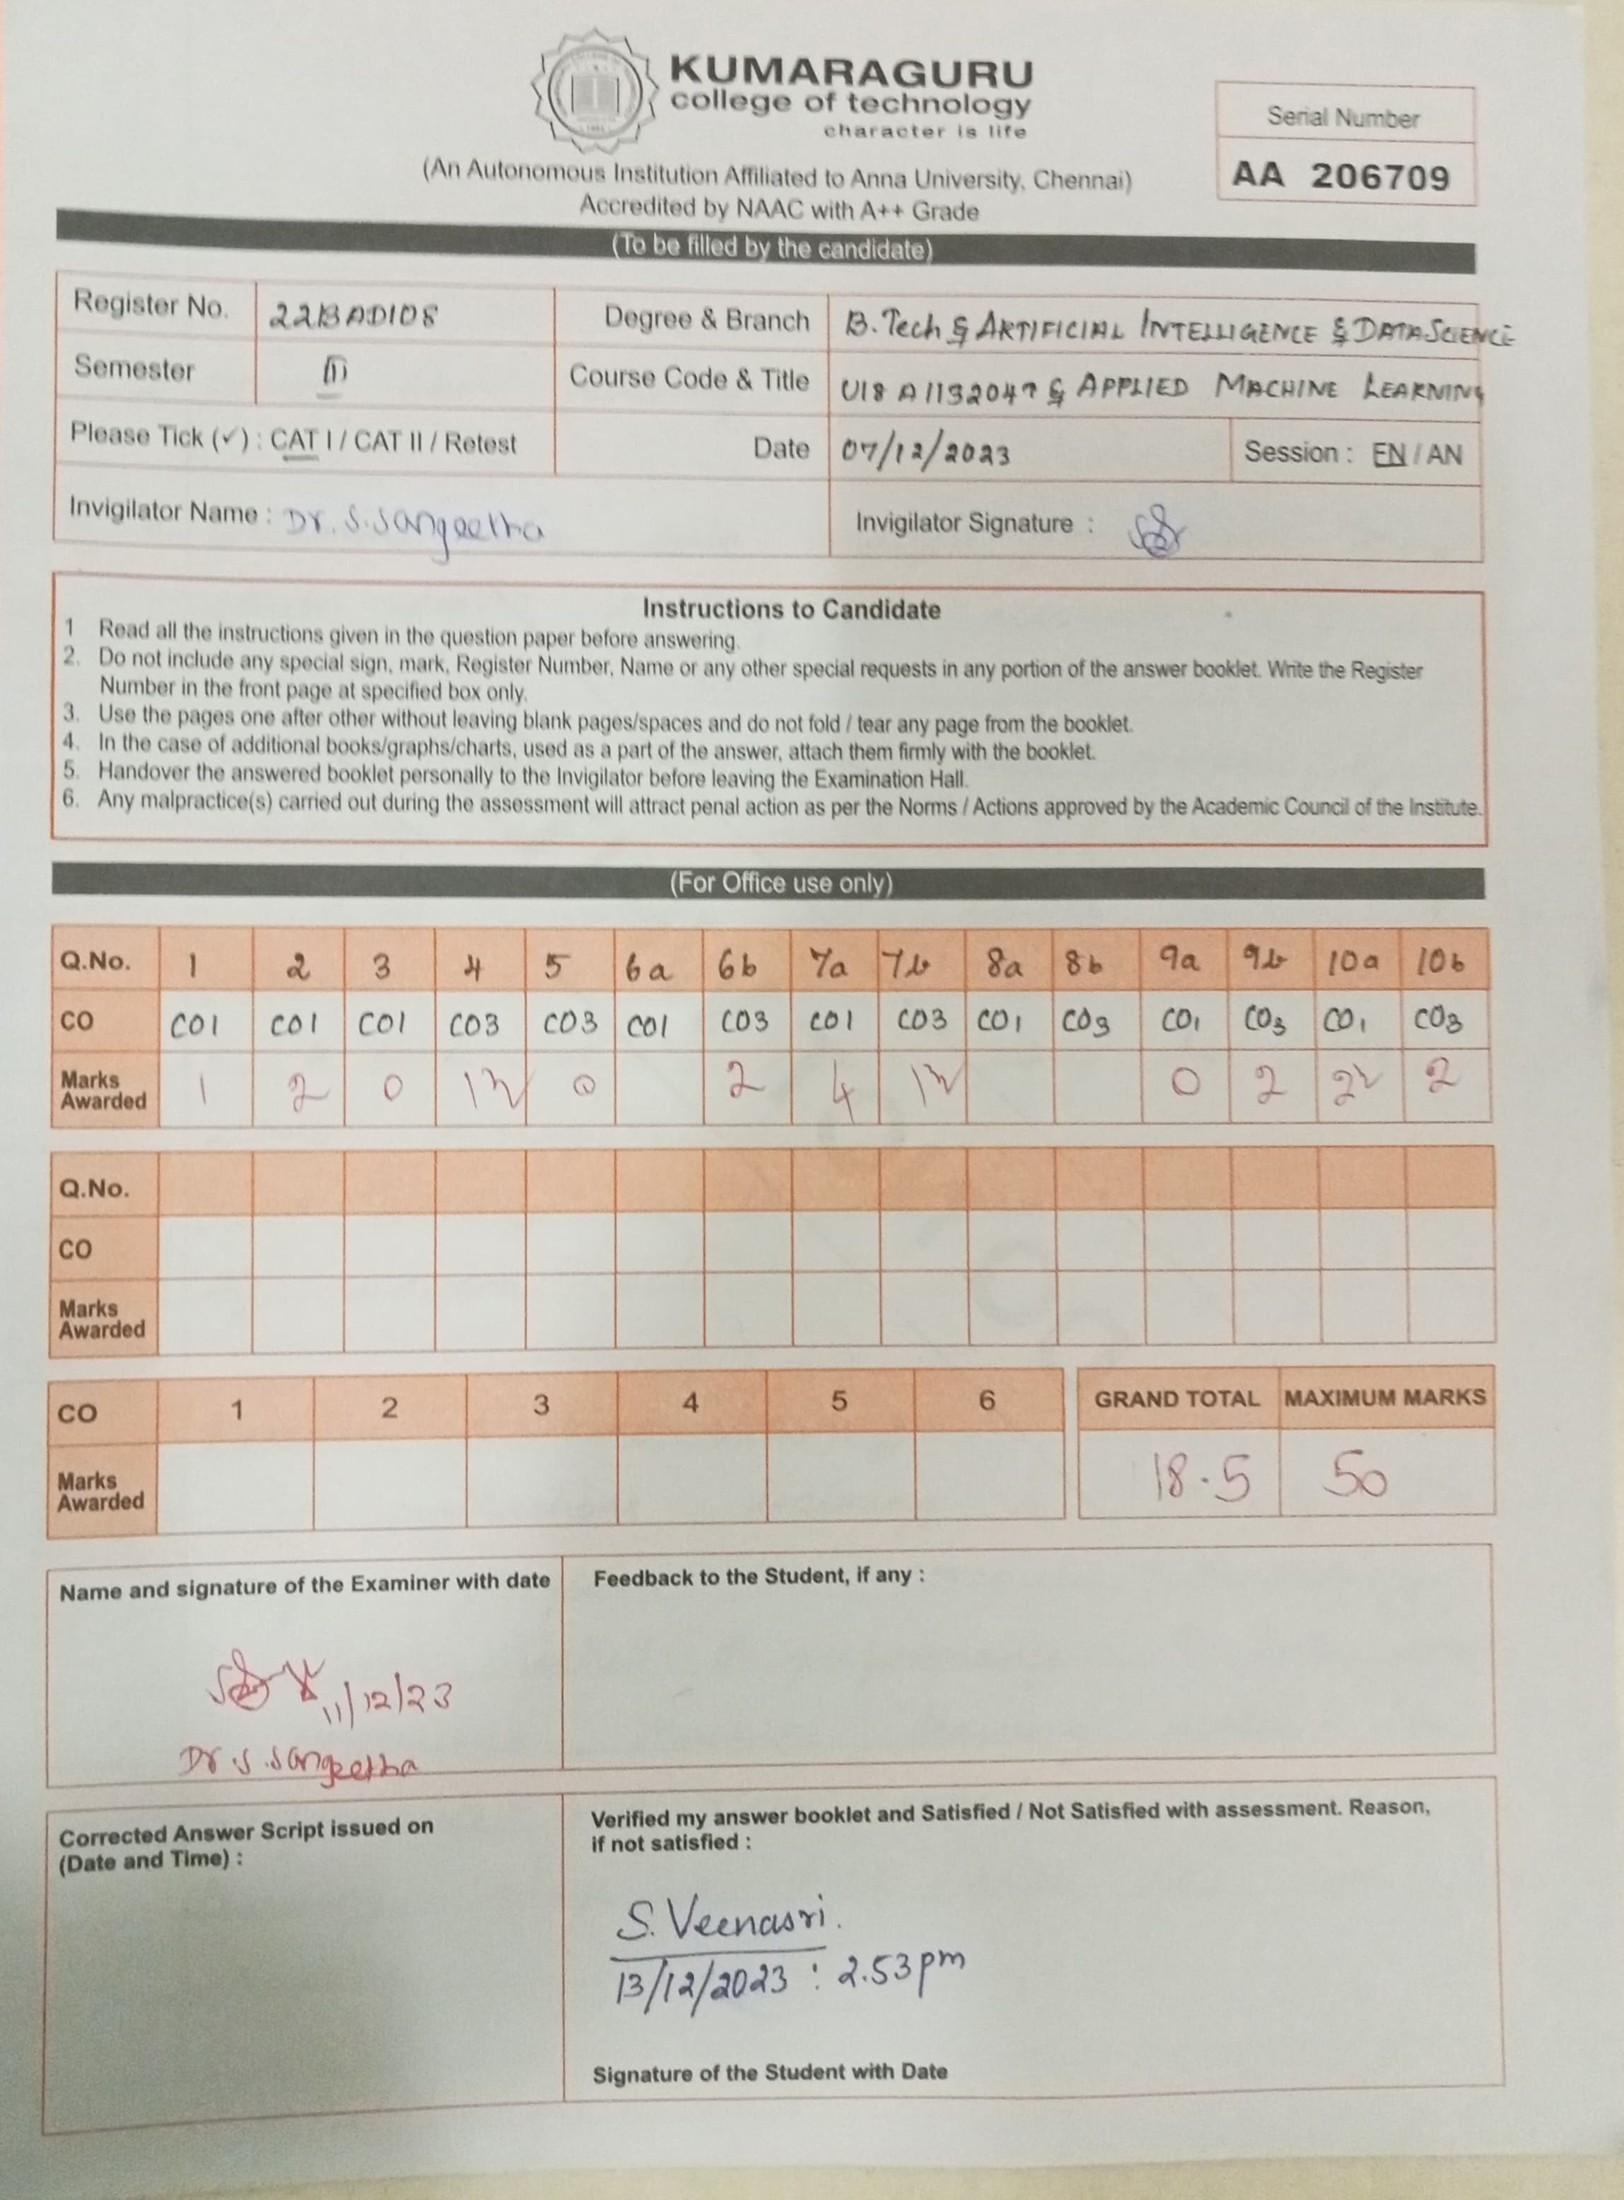 KUMARAGURU
college of technology
character is life
(An Autonomous Institution Affiliated to Anna University, Chennai)
Accredited by NAAC with A++ Grade
Serial Number
AA 206709
(To be filled by the candidate)
Register No. 22BAD108 Degree & Branch B.Tech & ARTIFICIAL INTELLIGENCE & DATA SCIENCE
Semester III Course Code & Title U18AII3204T & APPLIED MACHINE LEARNING
Please Tick (✓) : CAT I / CAT II / Retest Date 07/12/2023 Session : FN / AN
Invigilator Name : Dr. S. Sangeetha Invigilator Signature :
Instructions to Candidate
1 Read all the instructions given in the question paper before answering.
2. Do not include any special sign, mark, Register Number, Name or any other special requests in any portion of the answer booklet. Write the Register
Number in the front page at specified box only.
3. Use the pages one after other without leaving blank pages/spaces and do not fold / tear any page from the booklet.
4. In the case of additional books/graphs/charts, used as a part of the answer, attach them firmly with the booklet.
5. Handover the answered booklet personally to the Invigilator before leaving the Examination Hall.
6. Any malpractice(s) carried out during the assessment will attract penal action as per the Norms / Actions approved by the Academic Council of the Institute.
(For Office use only)
Q.No. 1 2 3 4 5 6a 6b 7a 7b 8a 8b 9a 9b 10a 10b
CO CO1 CO1 CO1 CO3 CO3 CO1 CO3 CO1 CO3 CO1 CO3 CO1 CO3 CO1 CO3
Marks Awarded 1 2 0 1½ 0 2 4 1½ 0 2 2½ 2
Q.No.
CO
Marks Awarded
CO 1 2 3 4 5 6 GRAND TOTAL MAXIMUM MARKS
Marks Awarded 18.5 50
Name and signature of the Examiner with date
11/12/23
Dr S. Sangeetha
Feedback to the Student, if any :
Corrected Answer Script issued on
(Date and Time) :
Verified my answer booklet and Satisfied / Not Satisfied with assessment. Reason,
if not satisfied :
S. Veenasri.
13/12/2023 : 2.53pm
Signature of the Student with Date